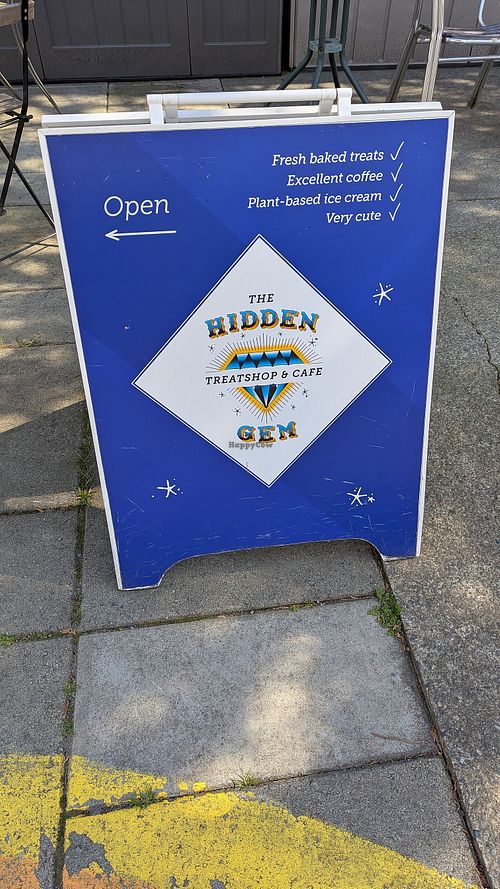 Fresh baked treats ✓
Excellent coffee ✓
Plant-based ice cream ✓
Very cute ✓
Open
←
THE
HIDDEN
TREATSHOP & CAFE
GEM
HappyCow